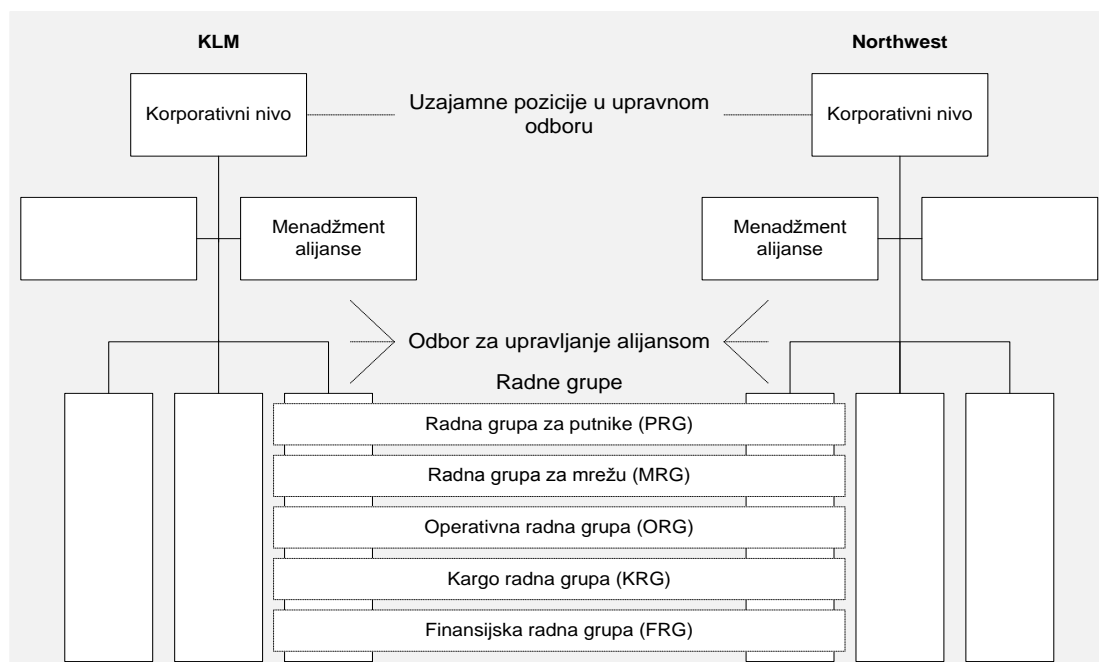 KLM
Northwest
Korporativni nivo
Uzajamne pozicije u upravnom
odboru
Korporativni nivo
Menadžment
alijanse
Menadžment
alijanse
Odbor za upravljanje alijansom
Radne grupe
Radna grupa za putnike (PRG)
Radna grupa za mrežu (MRG)
Operativna radna grupa (ORG)
Kargo radna grupa (KRG)
Finansijska radna grupa (FRG)